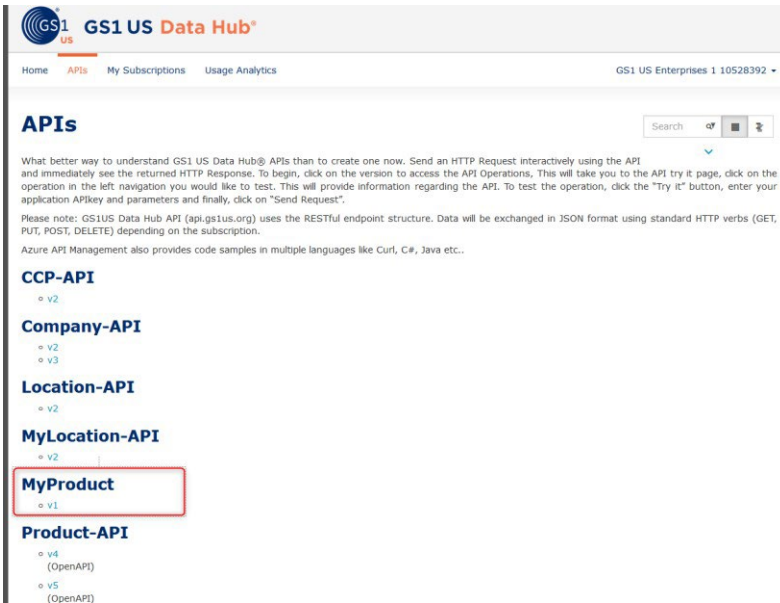 GS1 US
GS1 US Data Hub®
Home APIs My Subscriptions Usage Analytics GS1 US Enterprises 1 10528392
APIs
Search
What better way to understand GS1 US Data Hub® APIs than to create one now. Send an HTTP Request interactively using the API
and immediately see the returned HTTP Response. To begin, click on the version to access the API Operations, This will take you to the API try it page, click on the
operation in the left navigation you would like to test. This will provide information regarding the API. To test the operation, click the "Try it" button, enter your
application APIkey and parameters and finally, click on "Send Request".
Please note: GS1US Data Hub API (api.gs1us.org) uses the RESTful endpoint structure. Data will be exchanged in JSON format using standard HTTP verbs (GET,
PUT, POST, DELETE) depending on the subscription.
Azure API Management also provides code samples in multiple languages like Curl, C#, Java etc..
CCP-API
v2
Company-API
v2
v3
Location-API
v2
MyLocation-API
v2
MyProduct
v1
Product-API
v4
(OpenAPI)
v5
(OpenAPI)